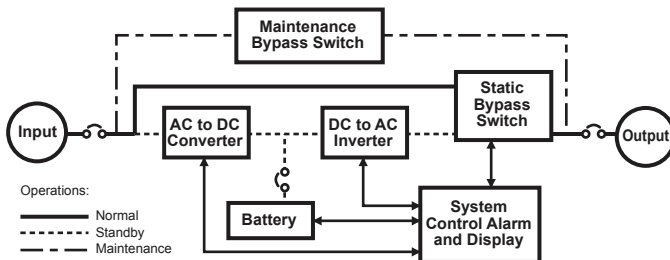 Maintenance
Bypass Switch
Input
AC to DC
Converter
DC to AC
Inverter
Static
Bypass
Switch
Output
Operations:
Normal
Standby
Maintenance
Battery
System
Control Alarm
and Display